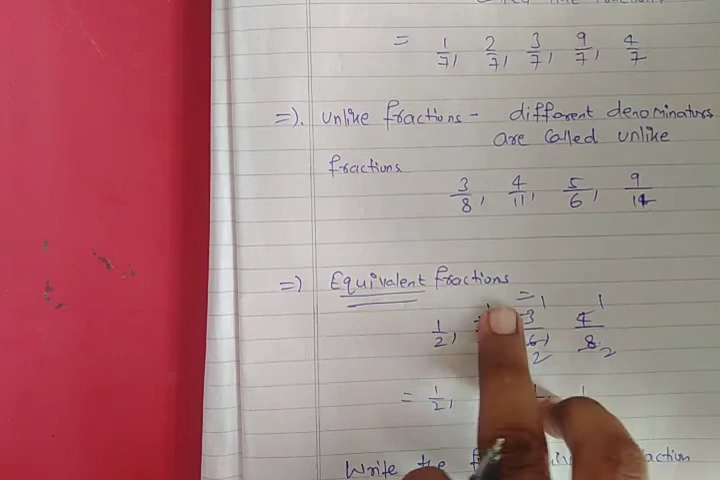 = 1/7, 2/7, 3/7, 9/7, 4/7
=). Unlike fractions - different denominators
are called unlike
fractions
3/8, 4/11, 5/6, 9/14
=) Equivalent fractions
1/2, 3/6 4/8
= 1/2,
Write the